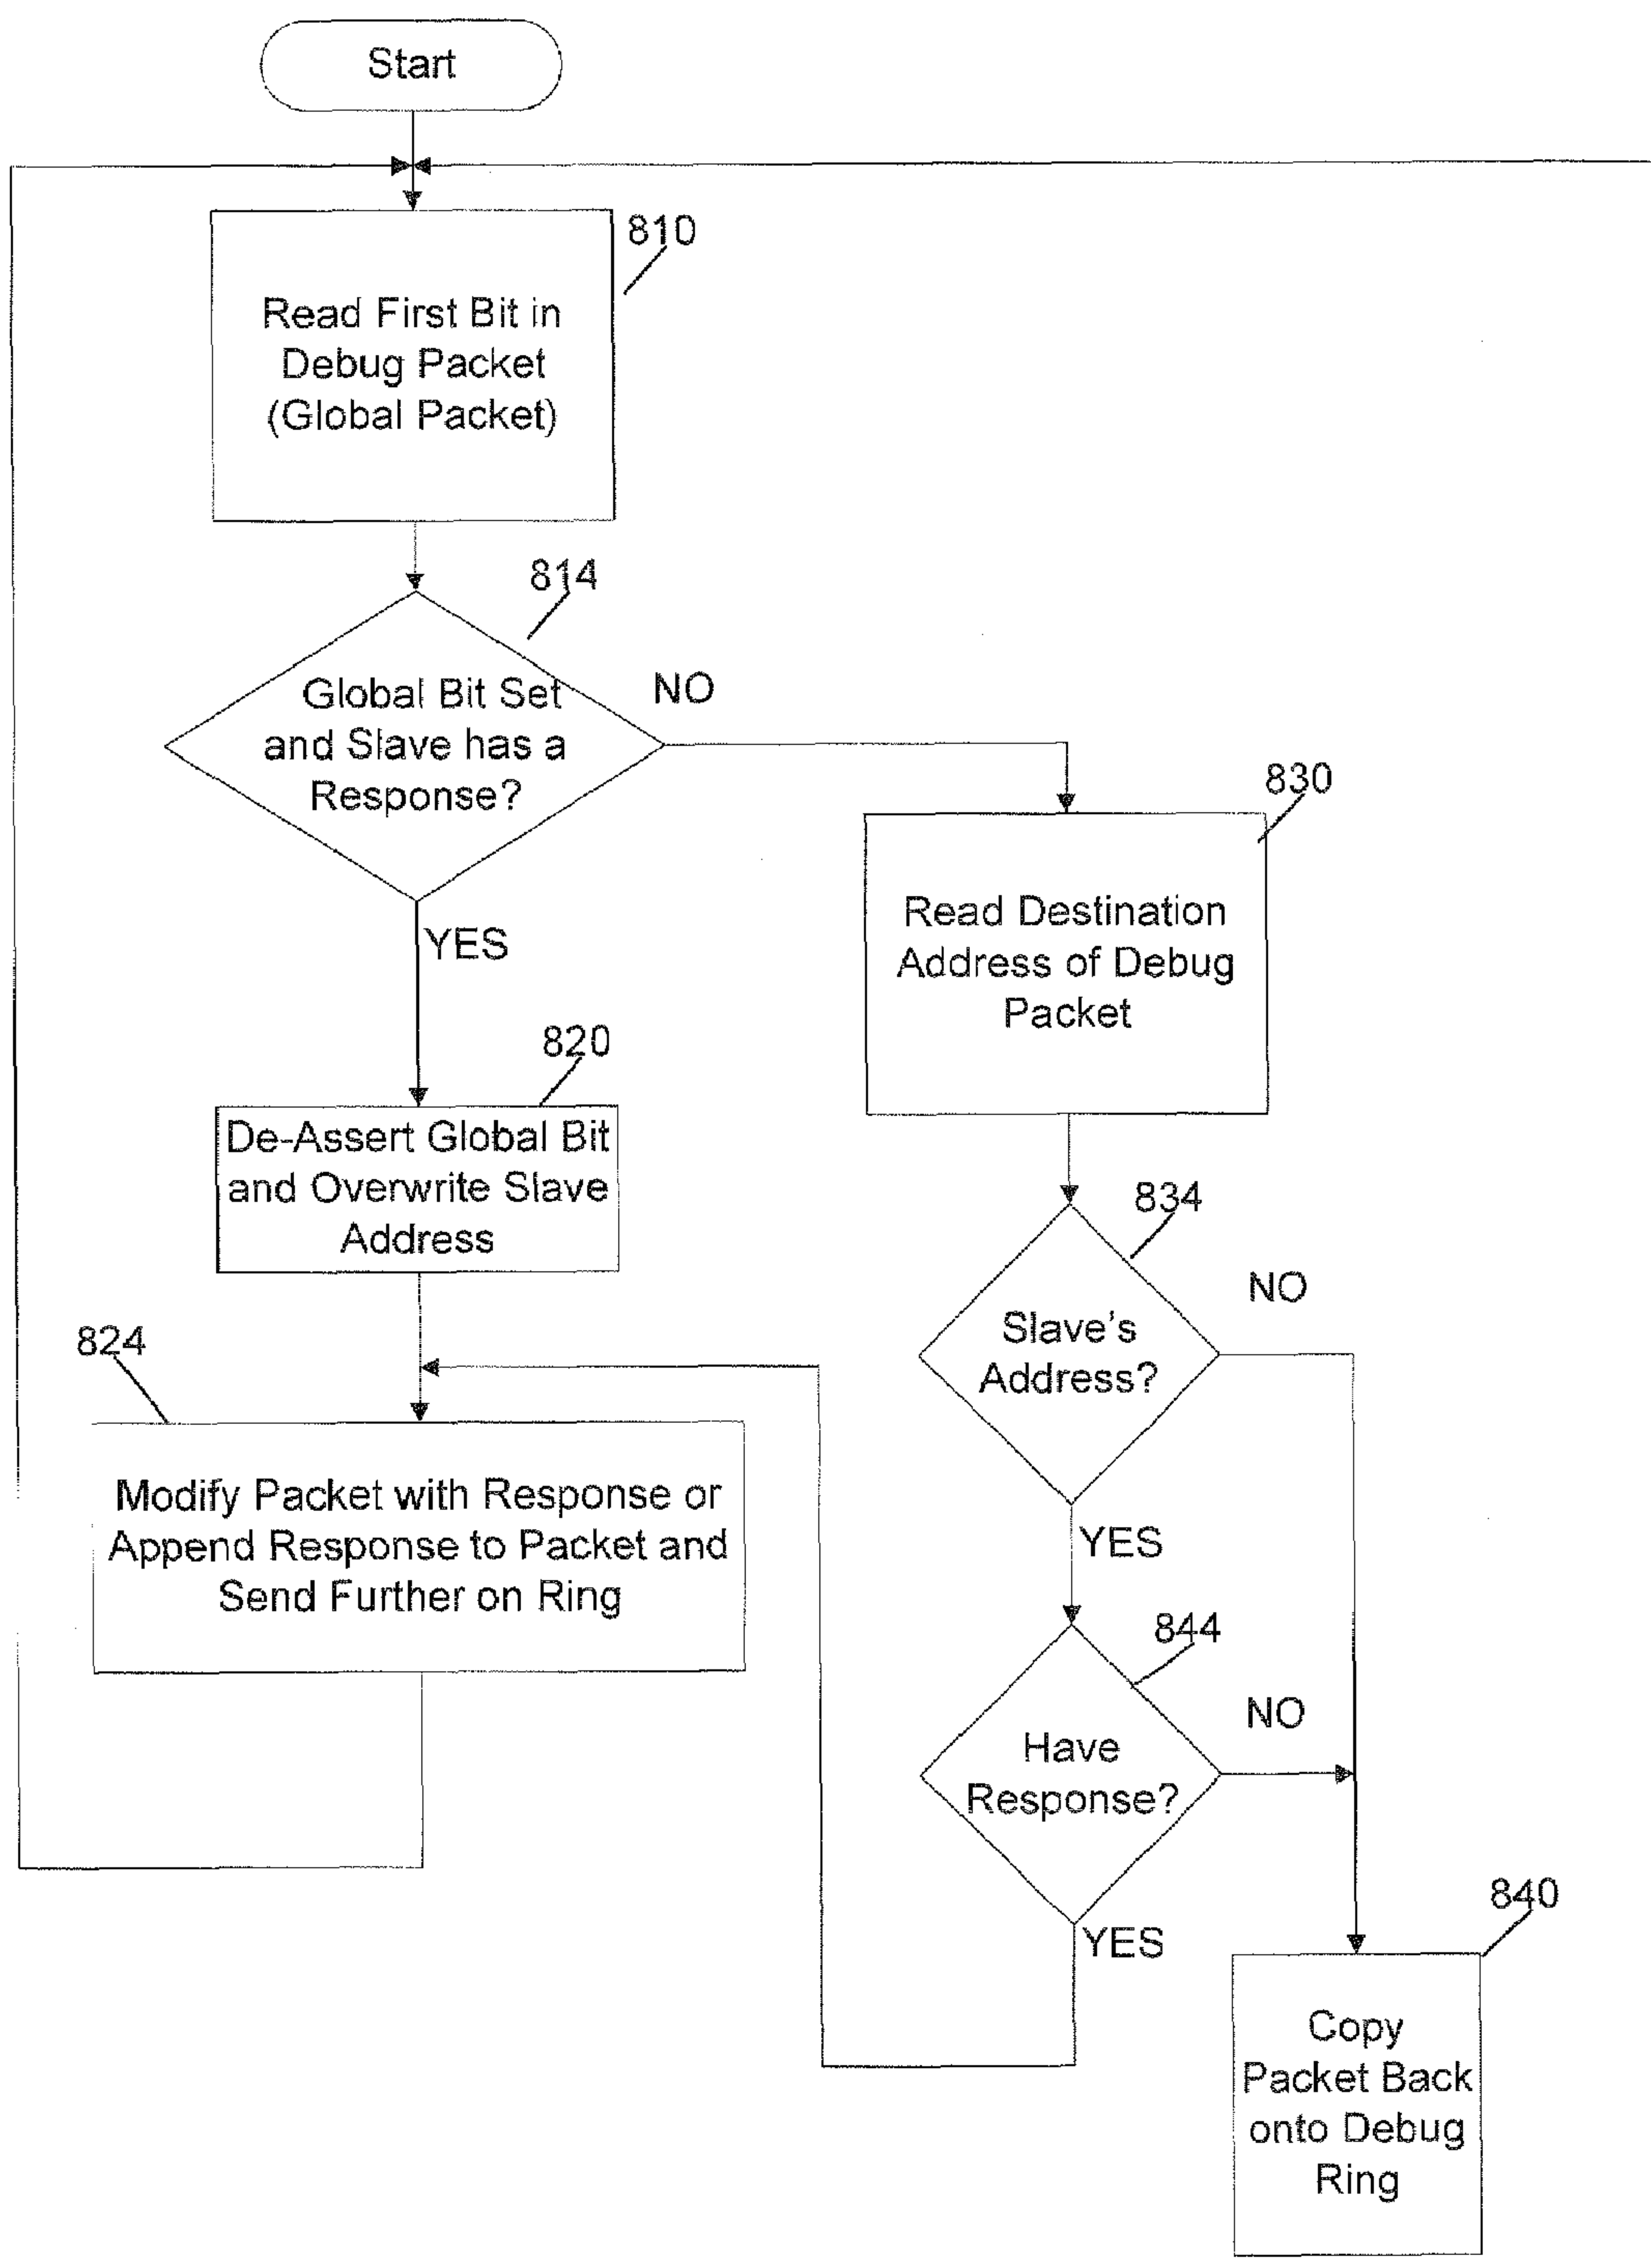 Start
810
Read First Bit in
Debug Packet
(Global Packet)
814
Global Bit Set
and Slave has a
Response?
NO
YES
830
Read Destination
Address of Debug
Packet
820
De-Assert Global Bit
and Overwrite Slave
Address
834
Slave's
Address?
NO
YES
824
Modify Packet with Response or
Append Response to Packet and
Send Further on Ring
844
Have
Response?
NO
YES
840
Copy
Packet Back
onto Debug
Ring